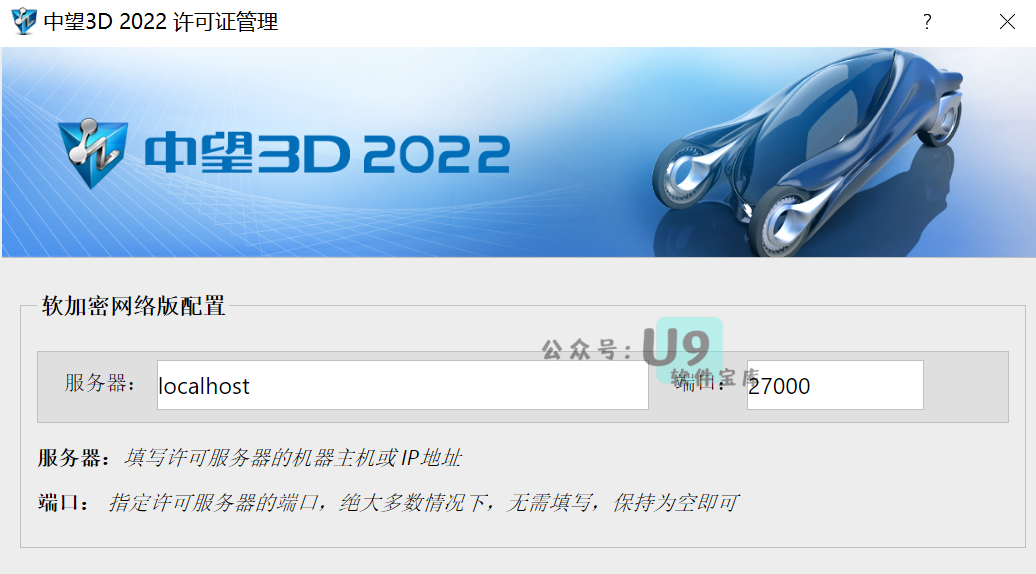 中望3D 2022 许可证管理
中望3D 2022
软加密网络版配置
公众号：U9
软件宝库
服务器： localhost 端口： 27000
服务器：填写许可服务器的机器主机或IP地址
端口： 指定许可服务器的端口，绝大多数情况下，无需填写，保持为空即可